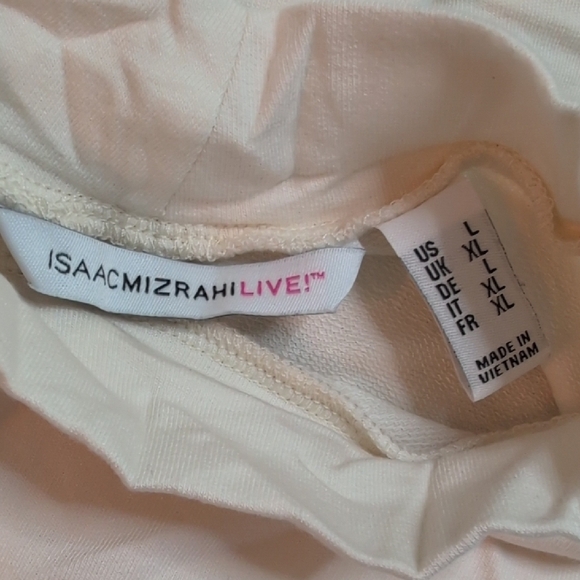 ISAACMIZRAHILIVE!™
US L
UK XL
DE L
IT XL
FR XL
MADE IN
VIETNAM